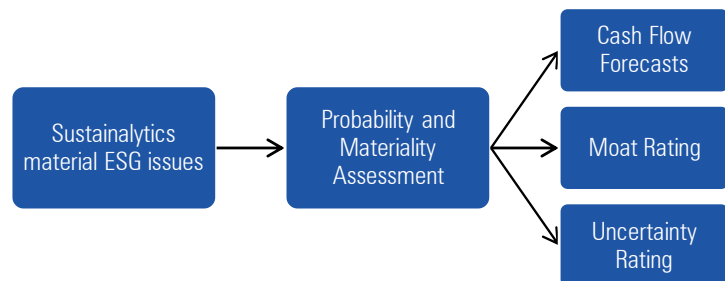 Sustainalytics
material ESG issues
Probability and
Materiality
Assessment
Cash Flow
Forecasts
Moat Rating
Uncertainty
Rating